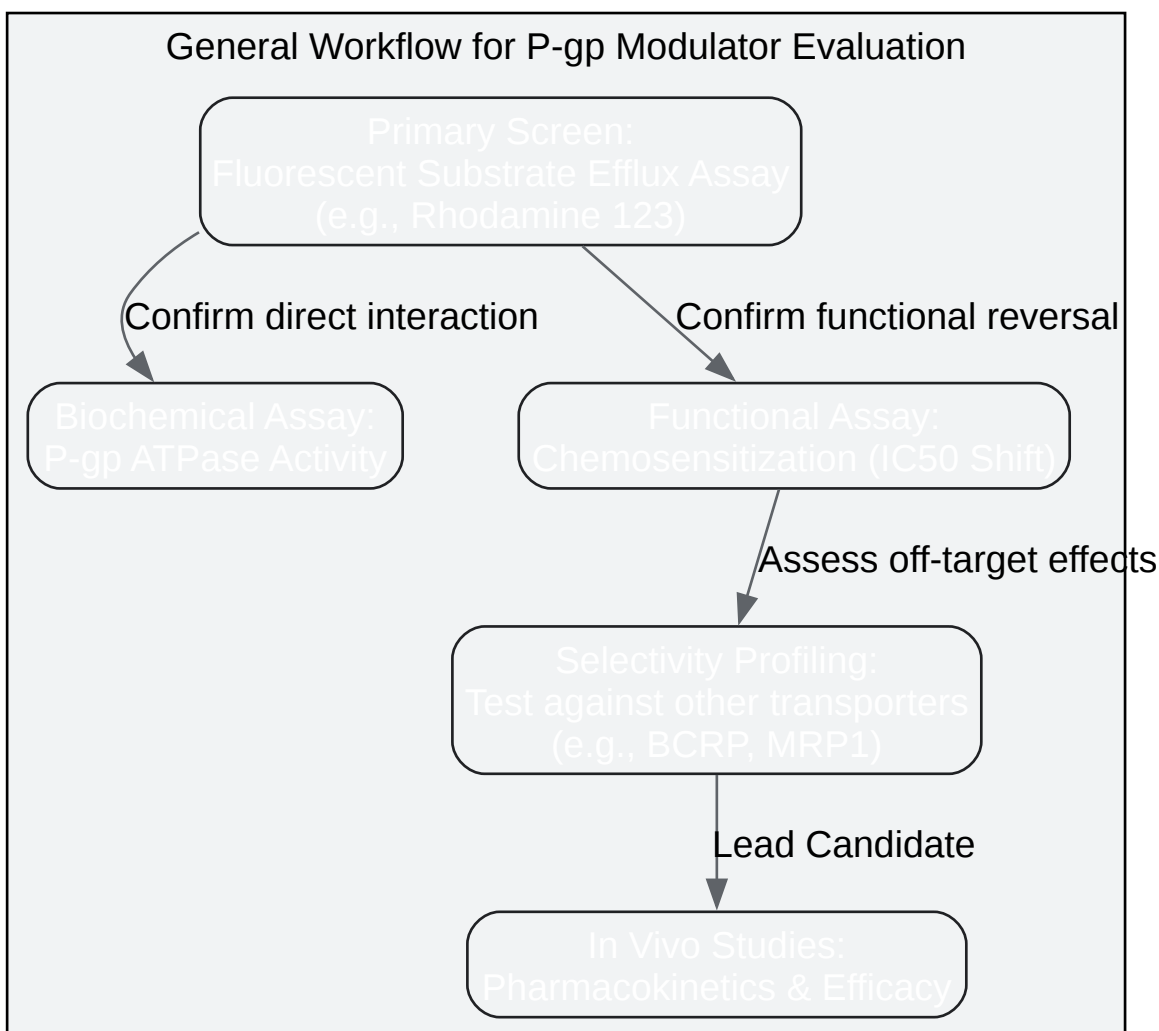 General Workflow for P-gp Modulator Evaluation
Primary Screen:
Fluorescent Substrate Efflux Assay
(e.g., Rhodamine 123)
Confirm direct interaction
Confirm functional reversal
Biochemical Assay:
P-gp ATPase Activity
Functional Assay:
Chemosensitization (IC50 Shift)
Assess off-target effects
Selectivity Profiling:
Test against other transporters
(e.g., BCRP, MRP1)
Lead Candidate
In Vivo Studies:
Pharmacokinetics & Efficacy